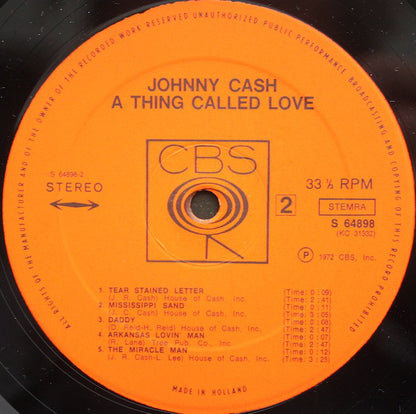 ALL RIGHTS OF THE MANUFACTURER AND OF THE OWNER OF THE RECORDED WORK RESERVED UNAUTHORIZED PUBLIC PERFORMANCE BROADCASTING AND COPYING OF THIS RECORD PROHIBITED
JOHNNY CASH
A THING CALLED LOVE
CBS
S 64898-2
STEREO
2
33 ⅓ RPM
STEMRA
S 64898
(KC 31332)
Ⓟ 1972 CBS, Inc.
1. TEAR STAINED LETTER (Time: 0:09)
(J. R. Cash) House of Cash, Inc. (Time: 2:41)
2. MISSISSIPPI SAND (Time: 0:11)
(J. C. Cash) House of Cash, Inc. (Time: 3:05)
3. DADDY (Time: 0:68)
(D. Reid-H. Reid) House of Cash, Inc. (Time: 2:47)
4. ARKANSAS LOVIN' MAN (Time: 0:07)
(R. Lane) Tree Pub. Co., Inc. (Time: 2:47)
5. THE MIRACLE MAN (Time: 0:12)
(J. R. Cash-L. Lee) House of Cash, Inc. (Time: 3:25)
MADE IN HOLLAND